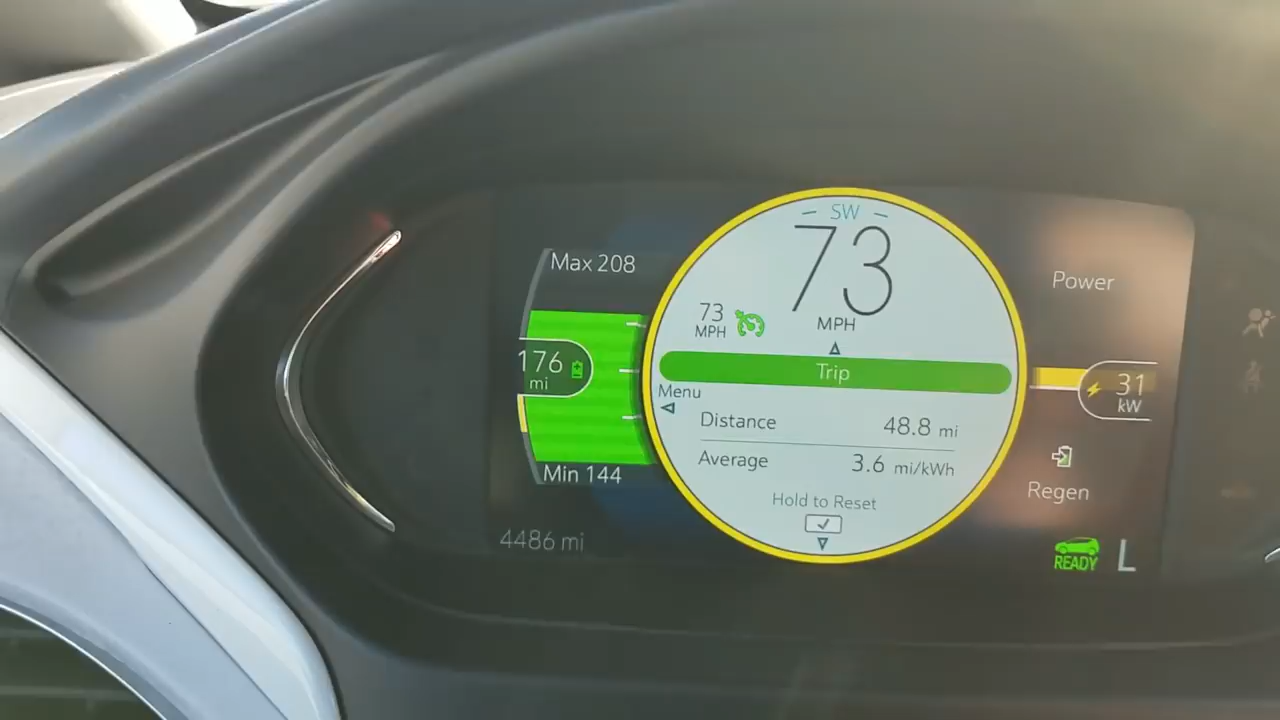 SW
73
73
MPH
MPH
Max 208
Power
176
mi
Trip
31
kW
Menu
Distance 48.8 mi
Average 3.6 mi/kWh
Min 144
Hold to Reset
Regen
4486 mi
READY L